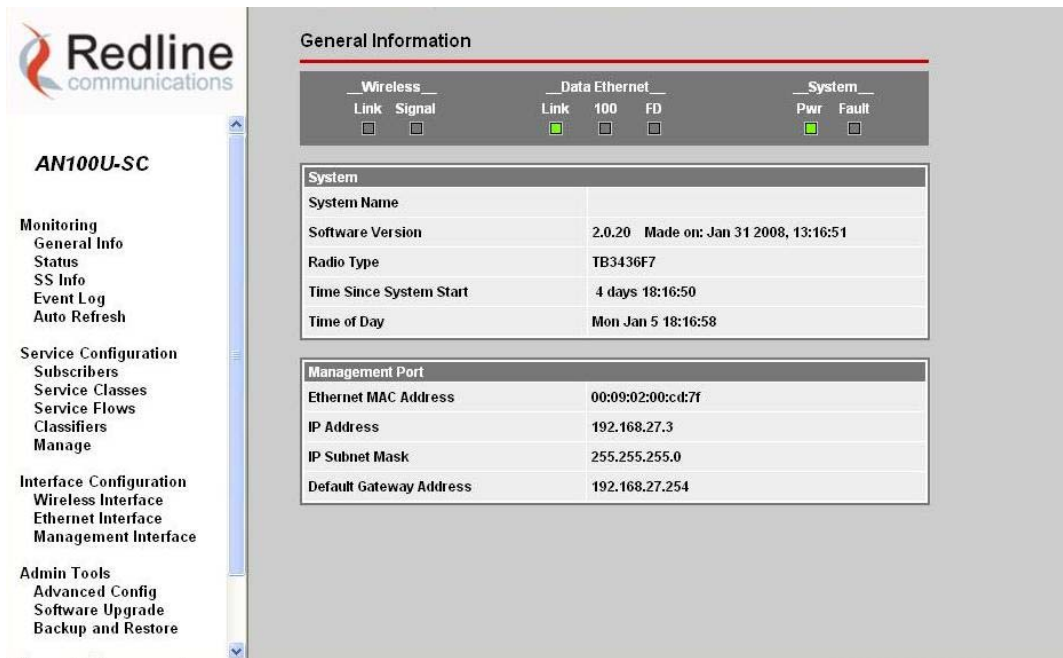 Redline
communications
AN100U-SC
Monitoring
General Info
Status
SS Info
Event Log
Auto Refresh
Service Configuration
Subscribers
Service Classes
Service Flows
Classifiers
Manage
Interface Configuration
Wireless Interface
Ethernet Interface
Management Interface
Admin Tools
Advanced Config
Software Upgrade
Backup and Restore
General Information
__Wireless__ __Data Ethernet__ __System__
Link Signal Link 100 FD Pwr Fault
System
System Name
Software Version 2.0.20 Made on: Jan 31 2008, 13:16:51
Radio Type TB3436F7
Time Since System Start 4 days 18:16:50
Time of Day Mon Jan 5 18:16:58
Management Port
Ethernet MAC Address 00:09:02:00:cd:7f
IP Address 192.168.27.3
IP Subnet Mask 255.255.255.0
Default Gateway Address 192.168.27.254